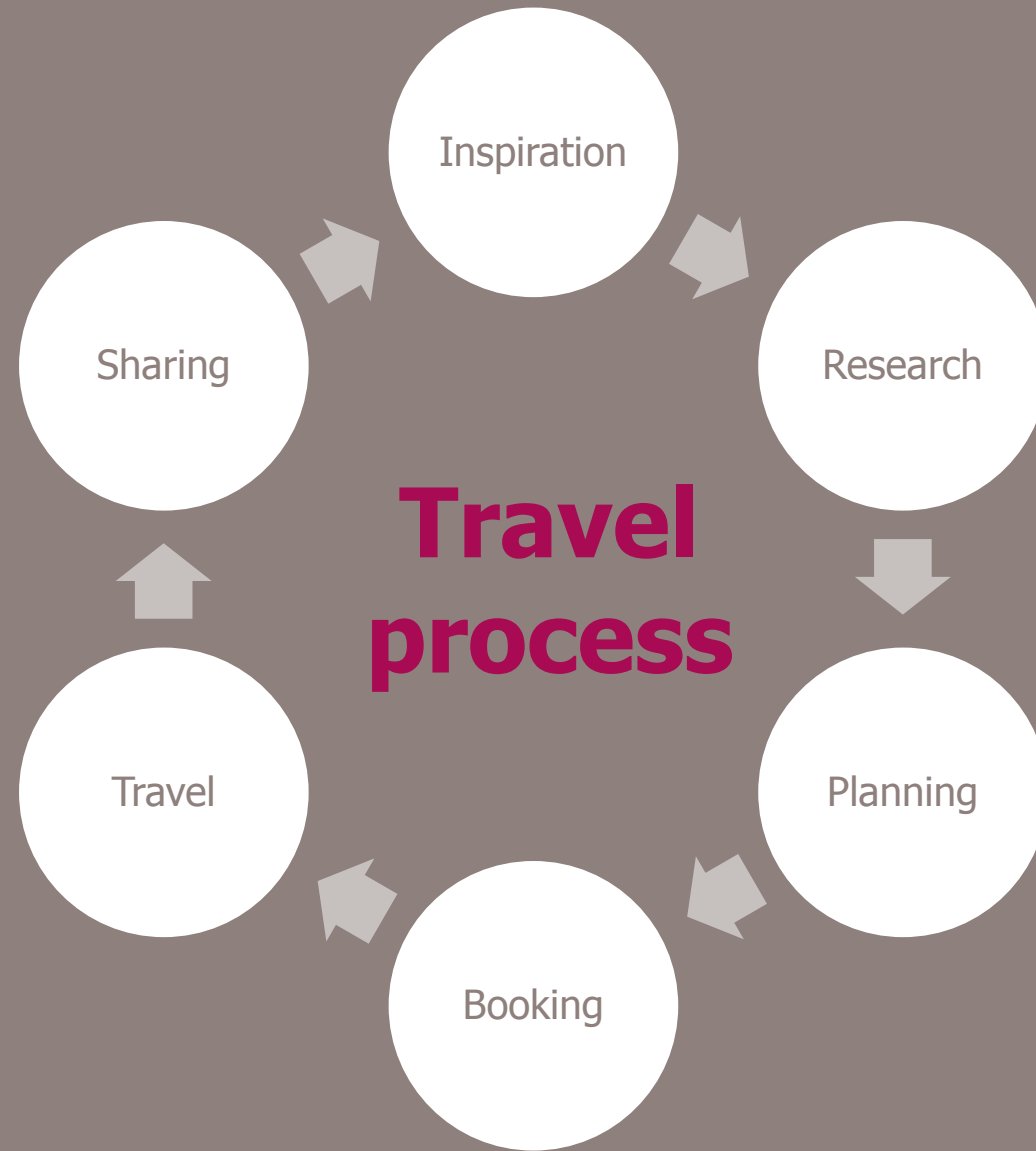 Inspiration
Research
Planning
Booking
Travel
Sharing
Travel
process